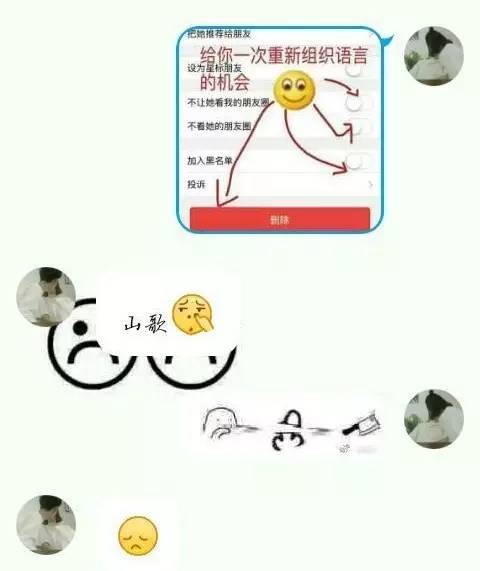 把她推荐给朋友
给你一次重新组织语言
设为星标朋友
的机会
不让她看我的朋友圈
不看她的朋友圈
加入黑名单
投诉
删除
山歌